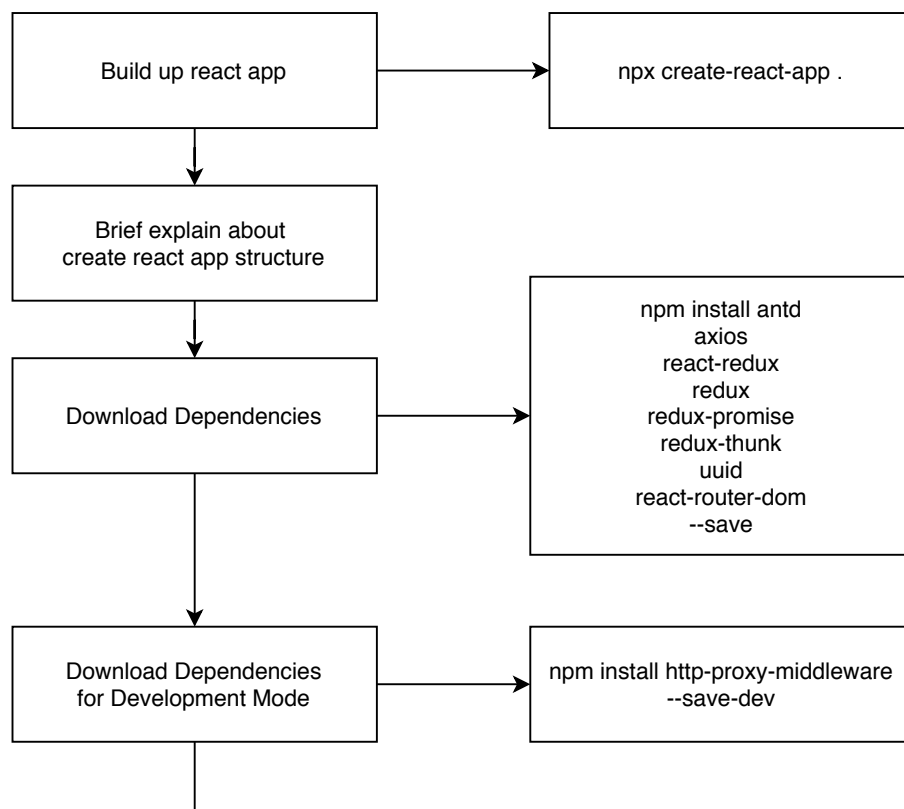 Build up react app
npx create-react-app .
Brief explain about
create react app structure
npm install antd
axios
react-redux
redux
redux-promise
redux-thunk
uuid
react-router-dom
--save
Download Dependencies
Download Dependencies
for Development Mode
npm install http-proxy-middleware
--save-dev